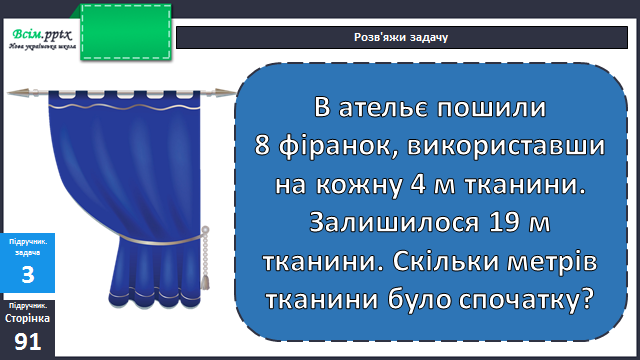 Всім.pptx
Нова українська школа
Розв'яжи задачу
В ательє пошили
8 фіранок, використавши
на кожну 4 м тканини.
Залишилося 19 м
тканини. Скільки метрів
тканини було спочатку?
Підручник.
задача
3
Підручник.
Сторінка
91